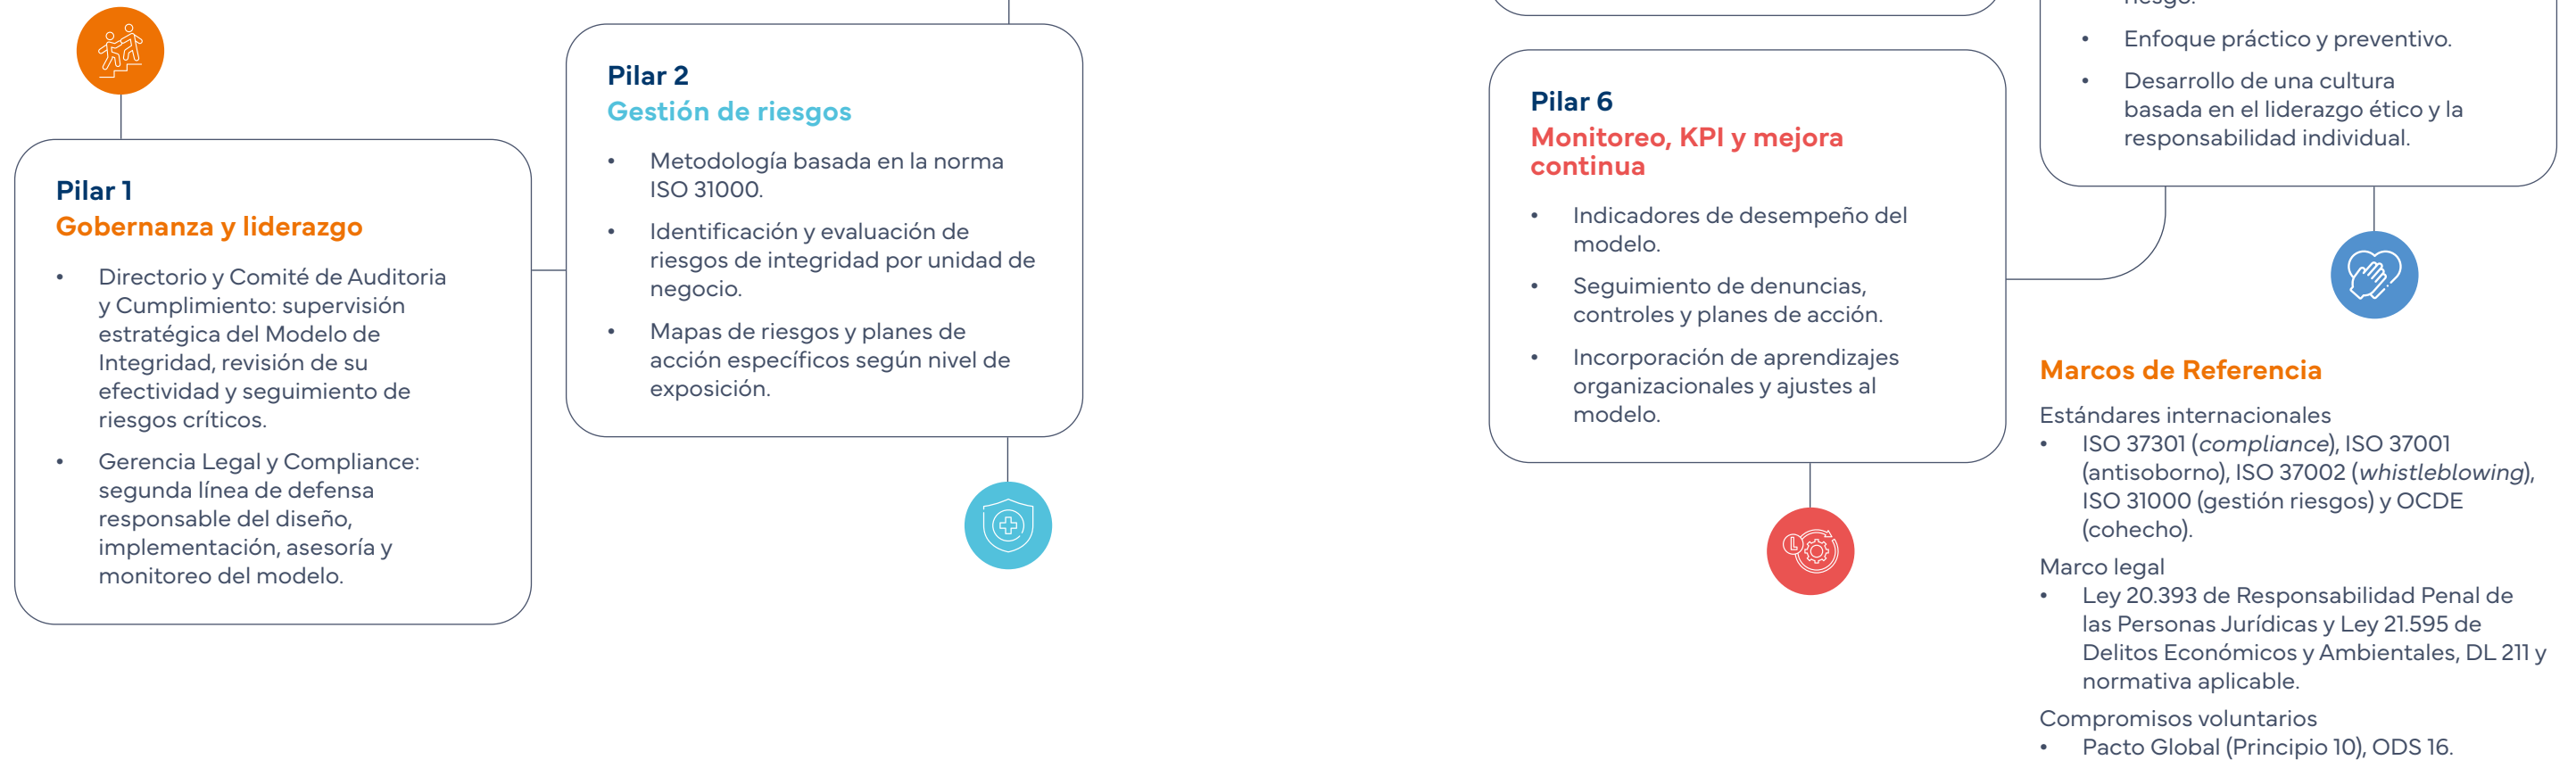 Pilar 1
Gobernanza y liderazgo
• Directorio y Comité de Auditoria
y Cumplimiento: supervisión
estratégica del Modelo de
Integridad, revisión de su
efectividad y seguimiento de
riesgos críticos.
• Gerencia Legal y Compliance:
segunda línea de defensa
responsable del diseño,
implementación, asesoría y
monitoreo del modelo.
Pilar 2
Gestión de riesgos
• Metodología basada en la norma
ISO 31000.
• Identificación y evaluación de
riesgos de integridad por unidad de
negocio.
• Mapas de riesgos y planes de
acción específicos según nivel de
exposición.
Pilar 6
Monitoreo, KPI y mejora
continua
• Indicadores de desempeño del
modelo.
• Seguimiento de denuncias,
controles y planes de acción.
• Incorporación de aprendizajes
organizacionales y ajustes al
modelo.
riesgo.
• Enfoque práctico y preventivo.
• Desarrollo de una cultura
basada en el liderazgo ético y la
responsabilidad individual.
Marcos de Referencia
Estándares internacionales
• ISO 37301 (compliance), ISO 37001
(antisoborno), ISO 37002 (whistleblowing),
ISO 31000 (gestión riesgos) y OCDE
(cohecho).
Marco legal
• Ley 20.393 de Responsabilidad Penal de
las Personas Jurídicas y Ley 21.595 de
Delitos Económicos y Ambientales, DL 211 y
normativa aplicable.
Compromisos voluntarios
• Pacto Global (Principio 10), ODS 16.